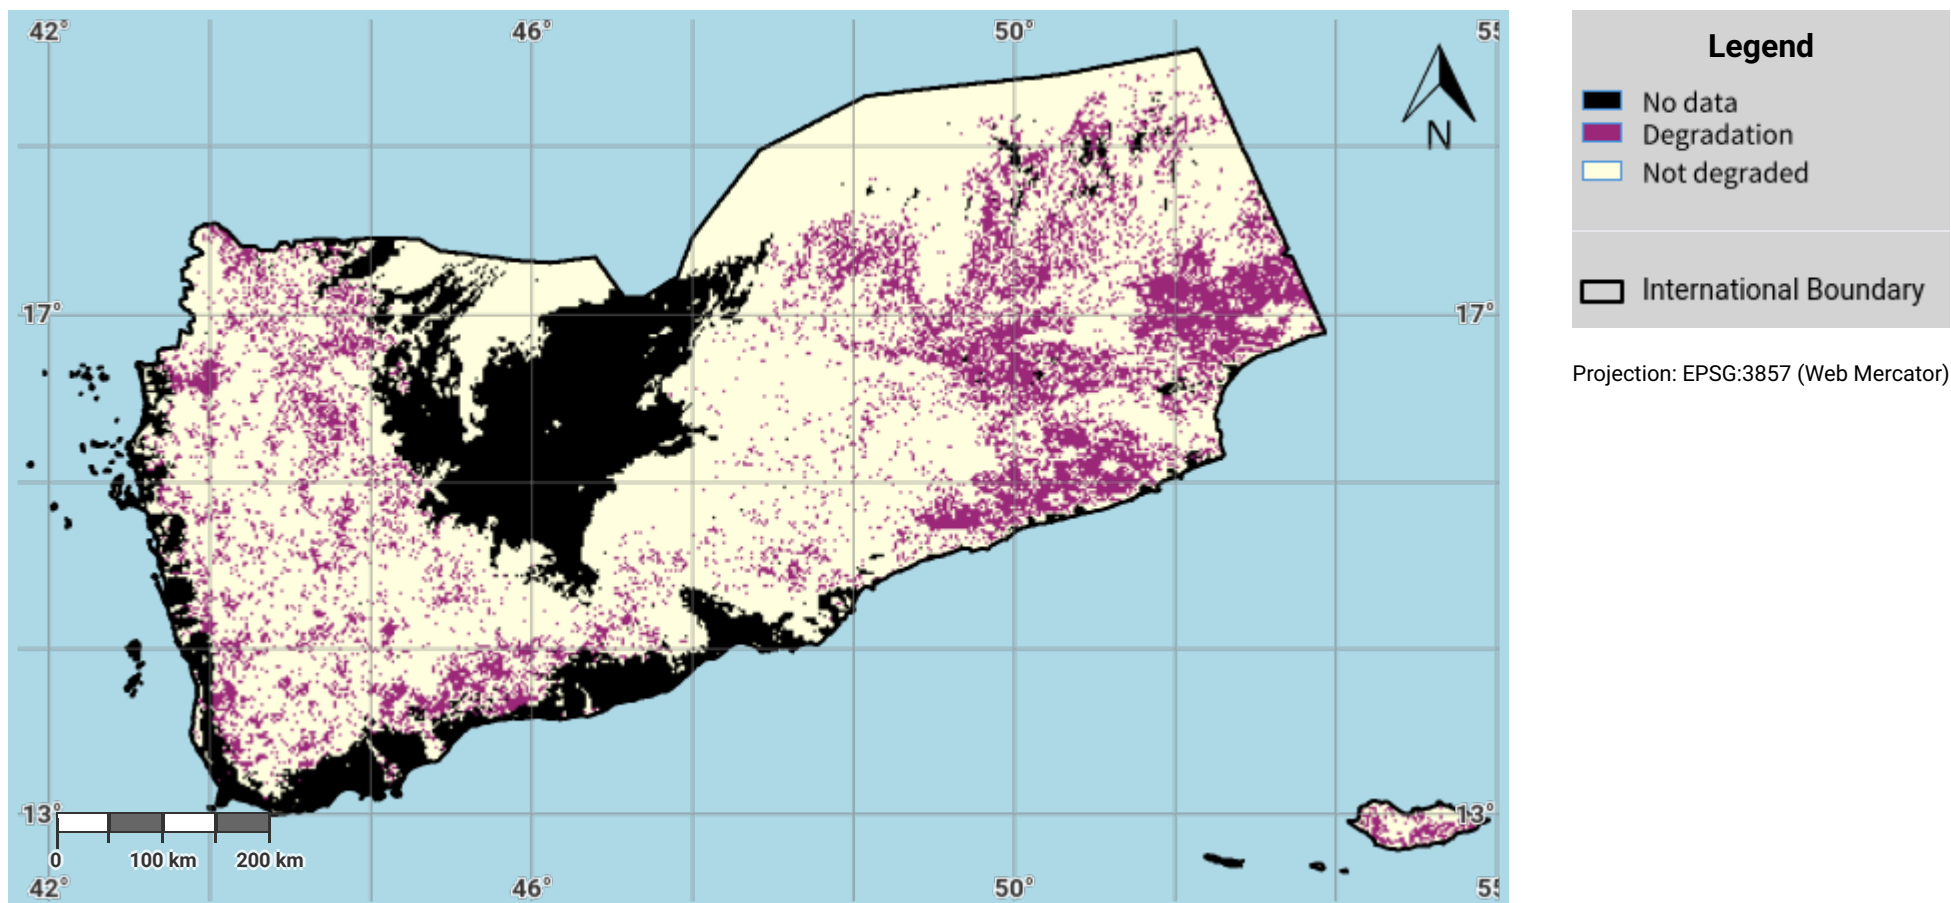 42° 46° 50° 55
17° 17°
13° 13°
N
0 100 km 200 km
42° 46° 50° 55
Legend
No data
Degradation
Not degraded
International Boundary
Projection: EPSG:3857 (Web Mercator)